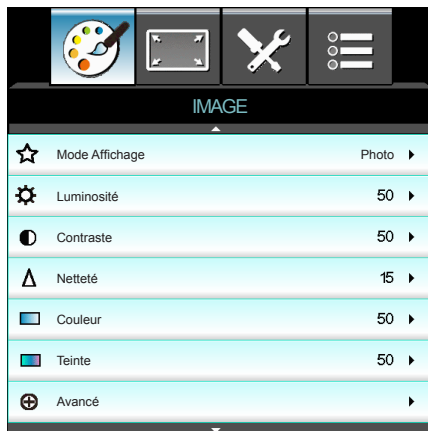 IMAGE
Mode Affichage Photo
Luminosité 50
Contraste 50
Netteté 15
Couleur 50
Teinte 50
Avancé